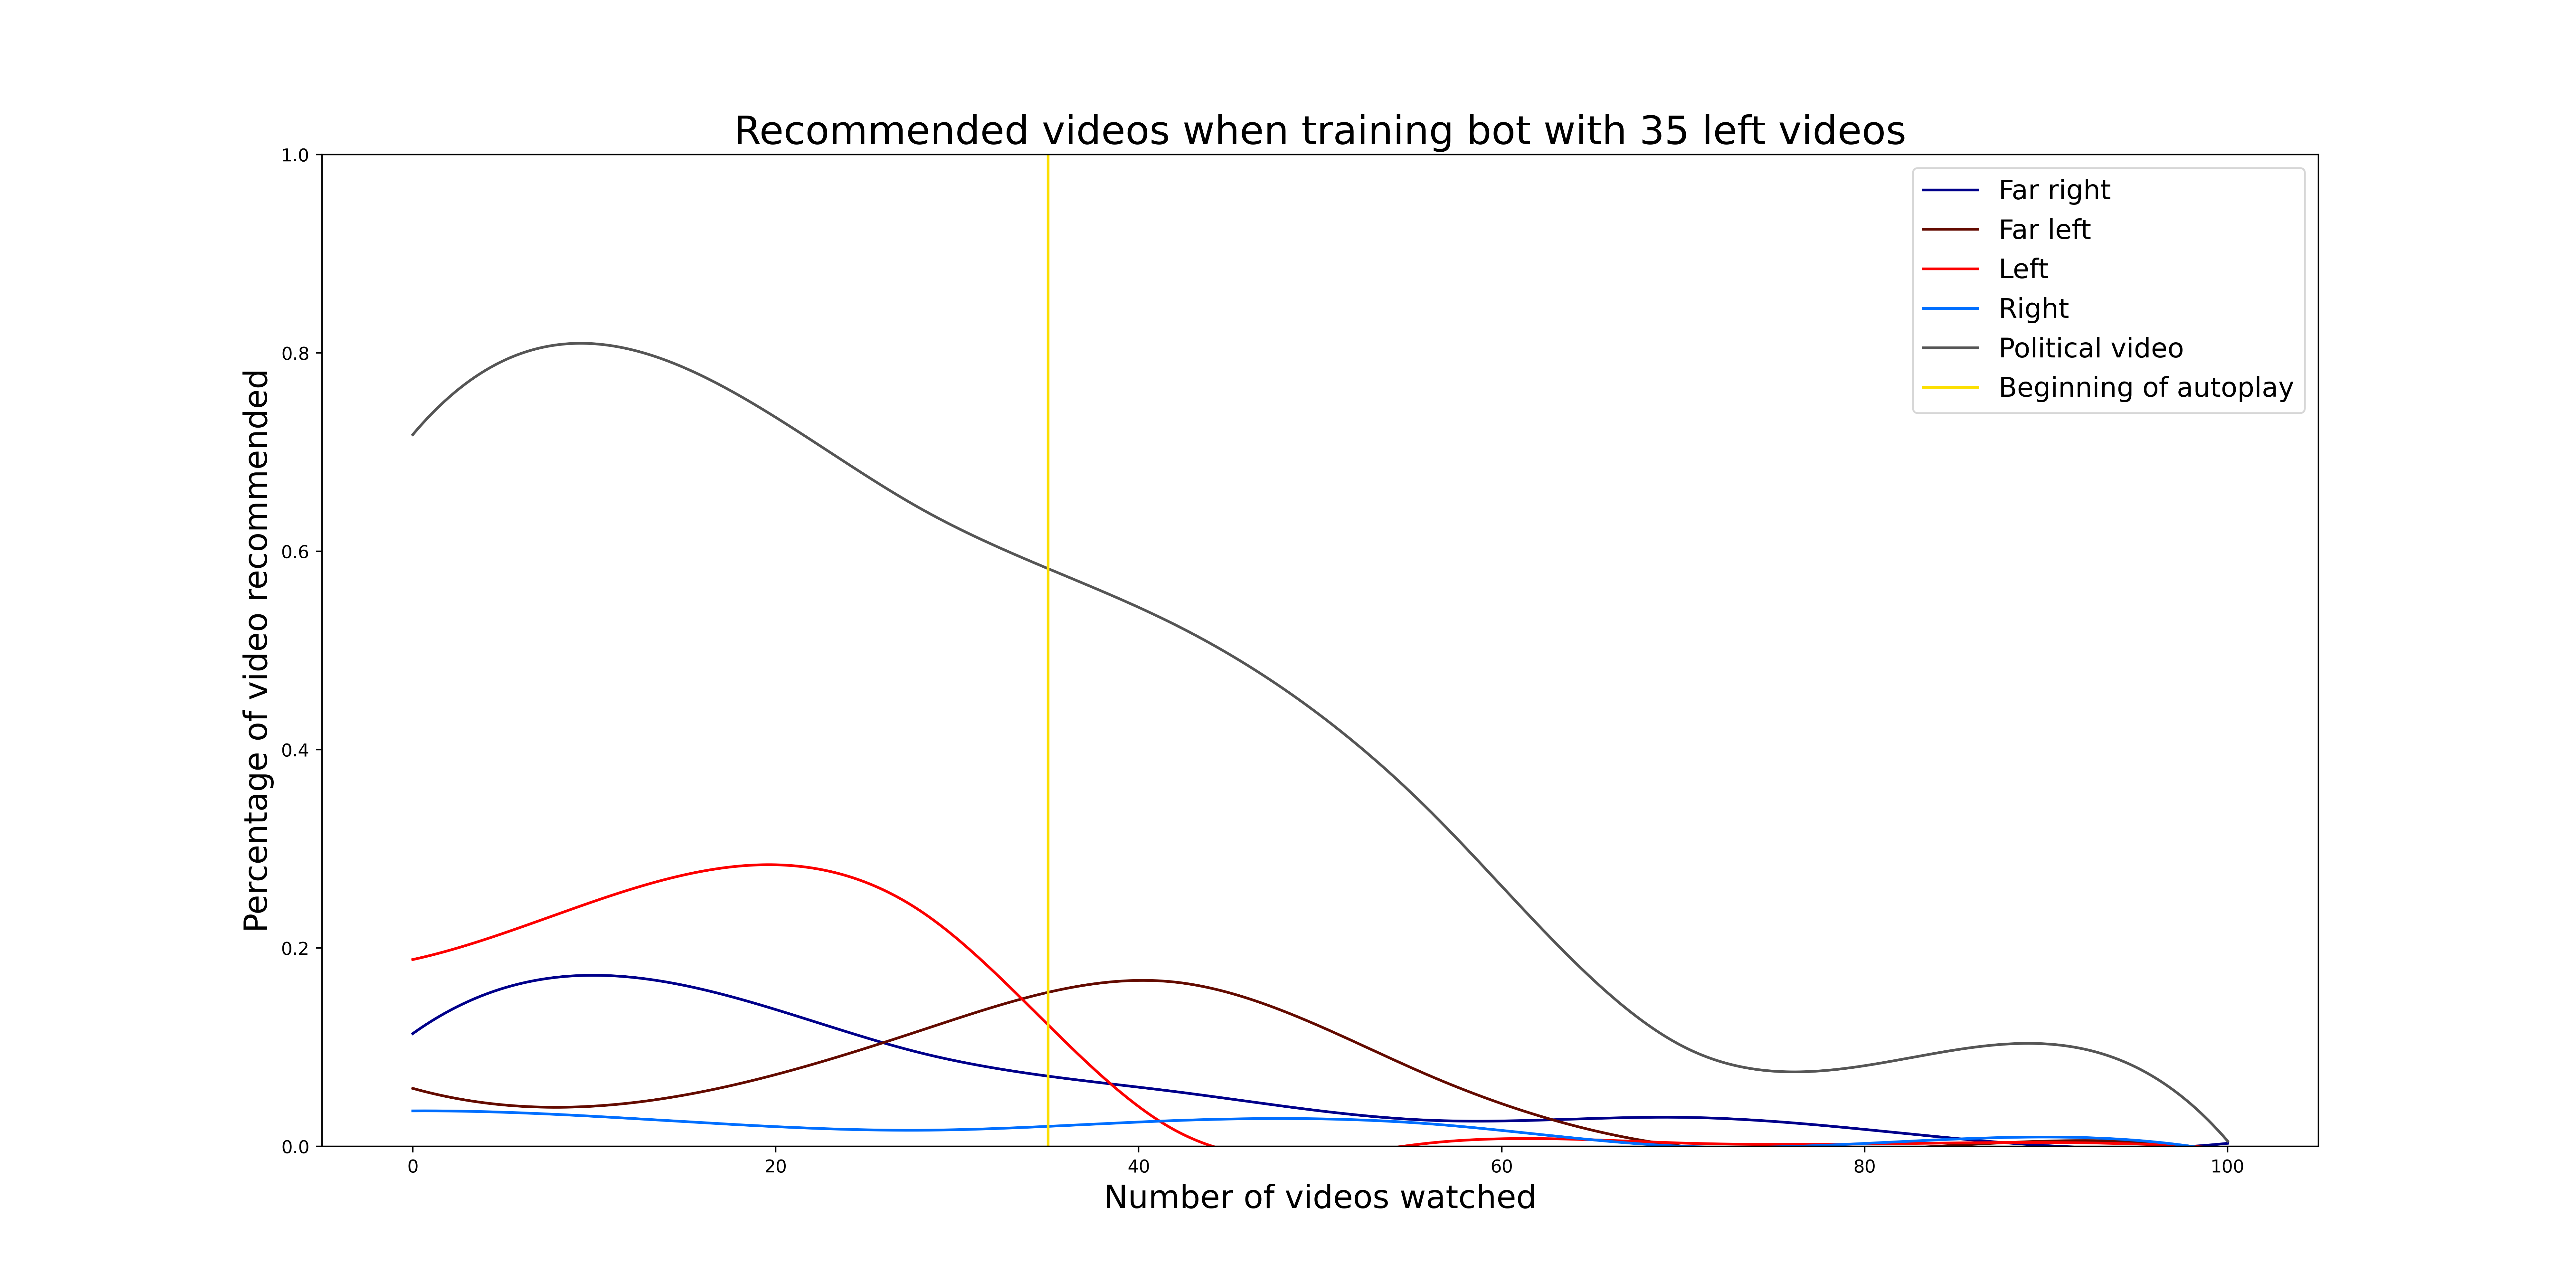 Recommended videos when training bot with 35 left videos
1.0
0.8
0.6
0.4
0.2
0.0
Percentage of video recommended
Far right
Far left
Left
Right
Political video
Beginning of autoplay
0 20 40 60 80 100
Number of videos watched